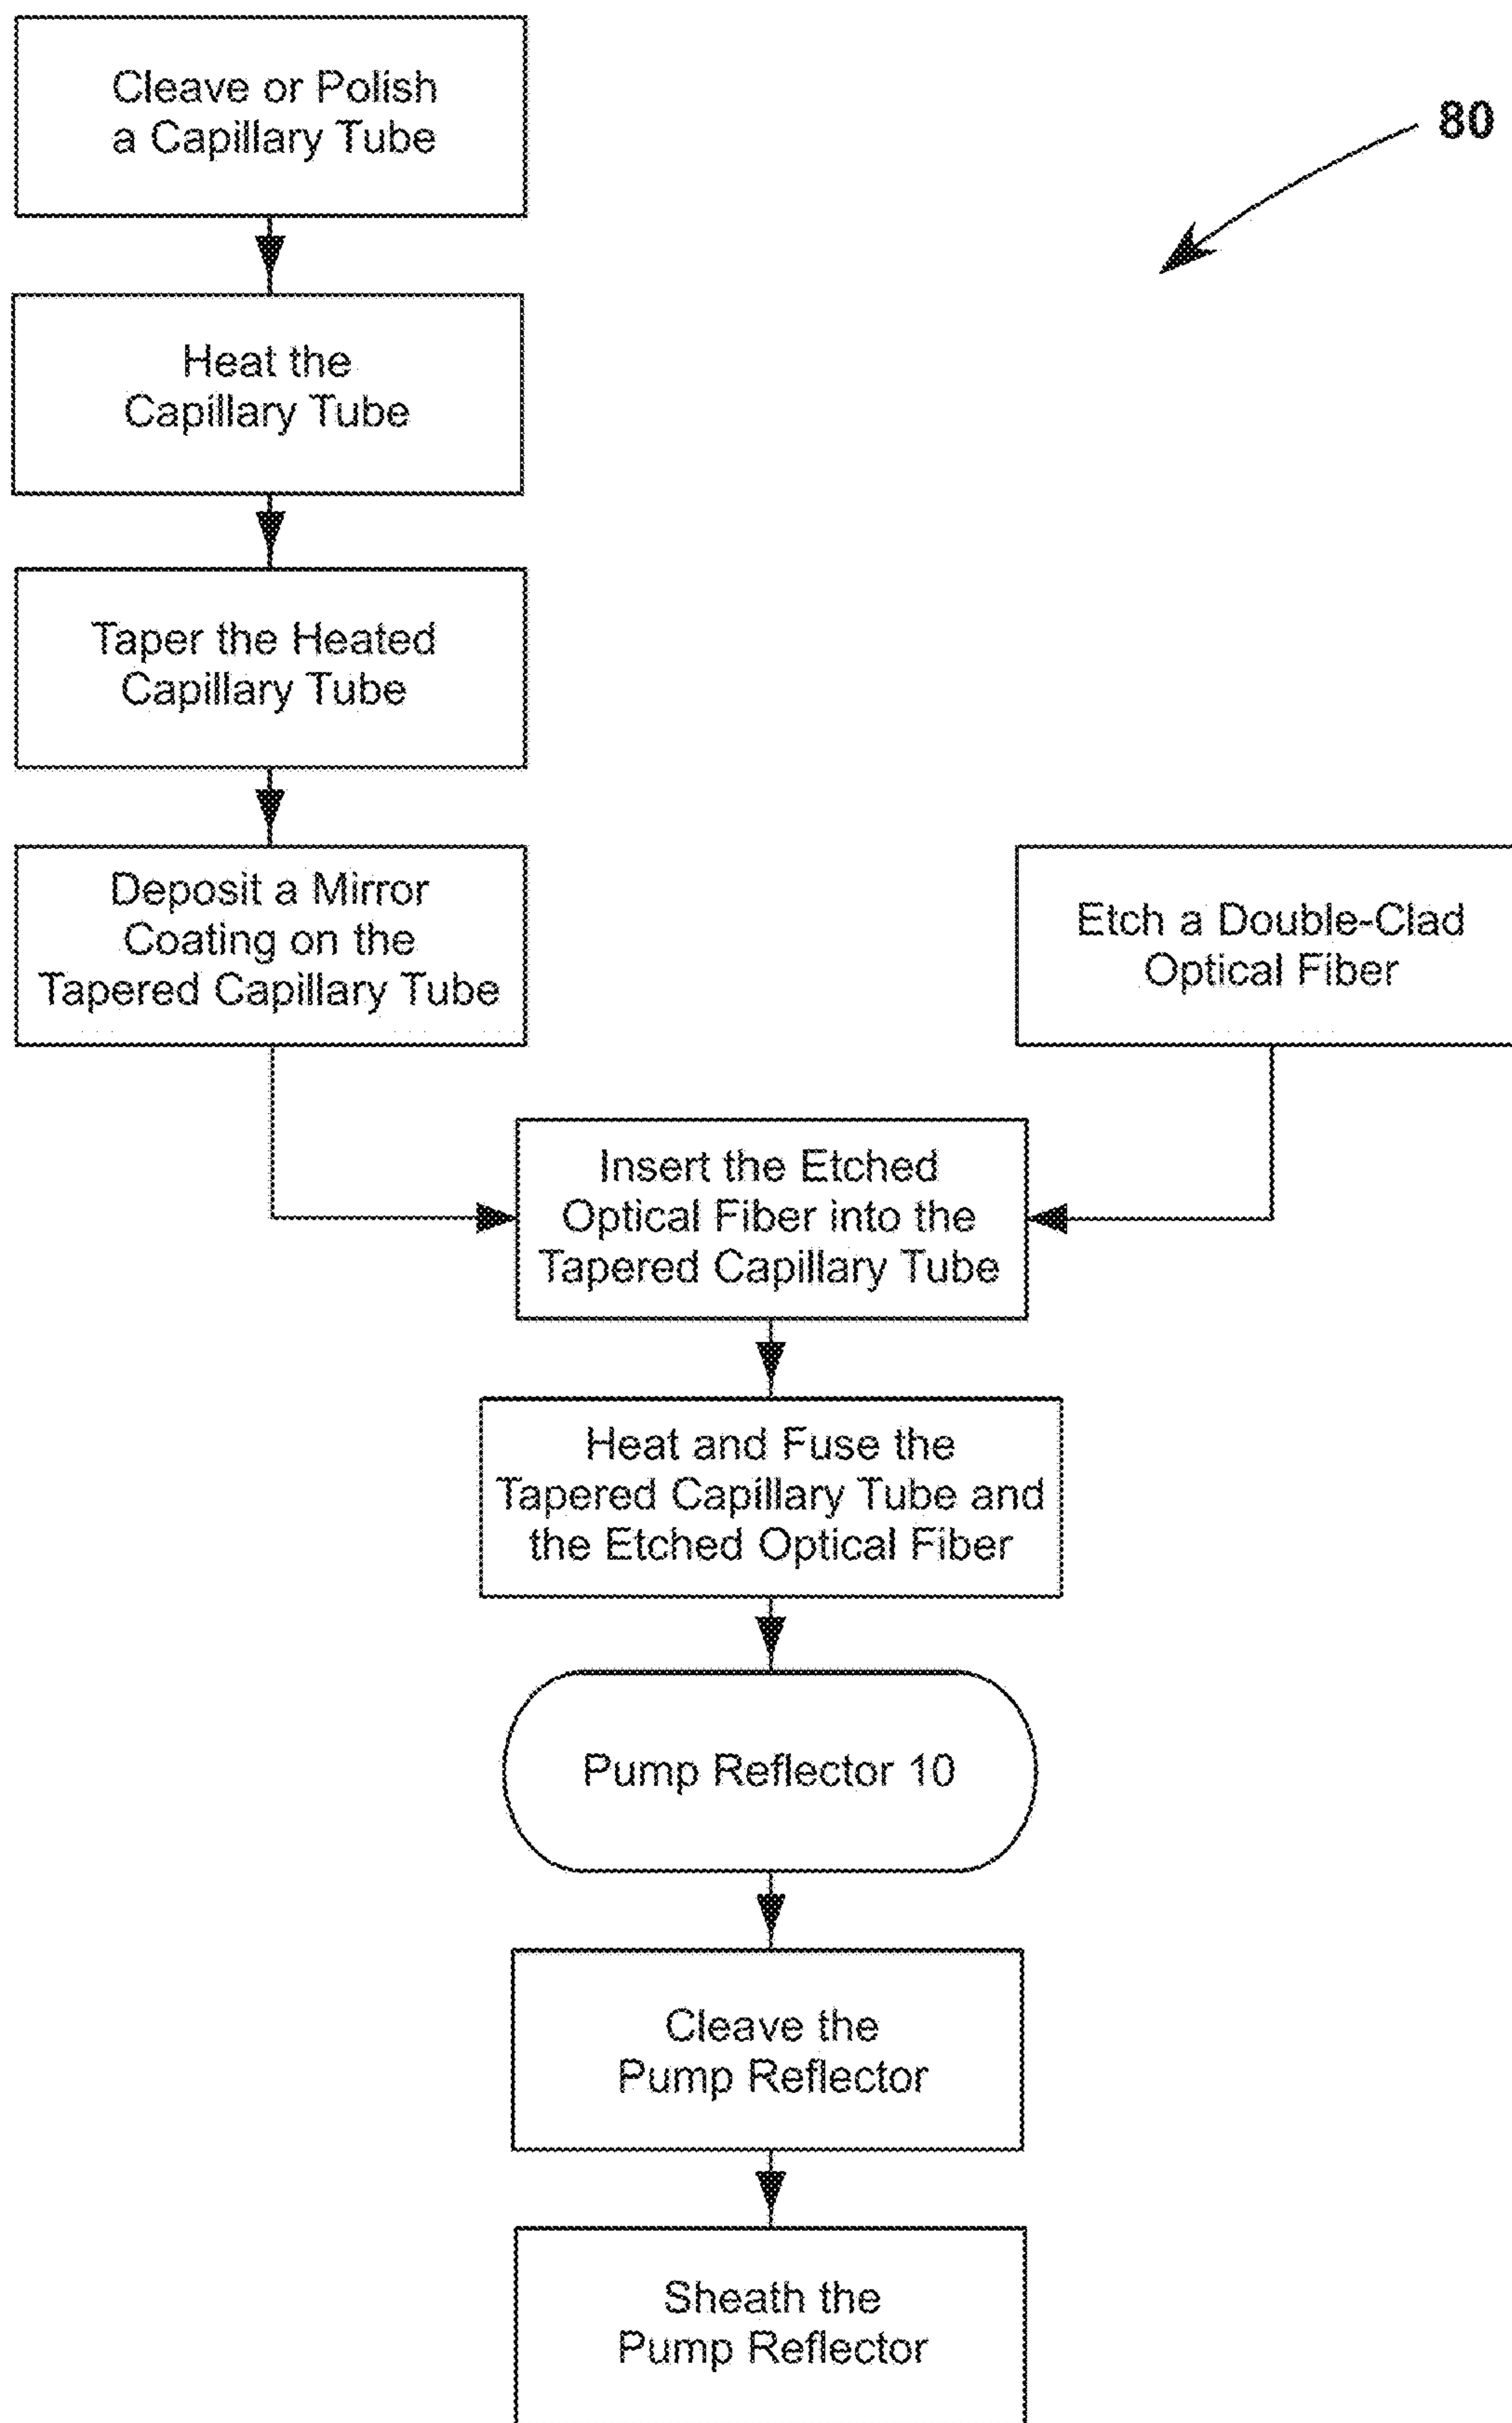 Cleave or Polish
a Capillary Tube
80
Heat the
Capillary Tube
Taper the Heated
Capillary Tube
Deposit a Mirror
Coating on the
Tapered Capillary Tube
Etch a Double-Clad
Optical Fiber
Insert the Etched
Optical Fiber into the
Tapered Capillary Tube
Heat and Fuse the
Tapered Capillary Tube and
the Etched Optical Fiber
Pump Reflector 10
Cleave the
Pump Reflector
Sheath the
Pump Reflector